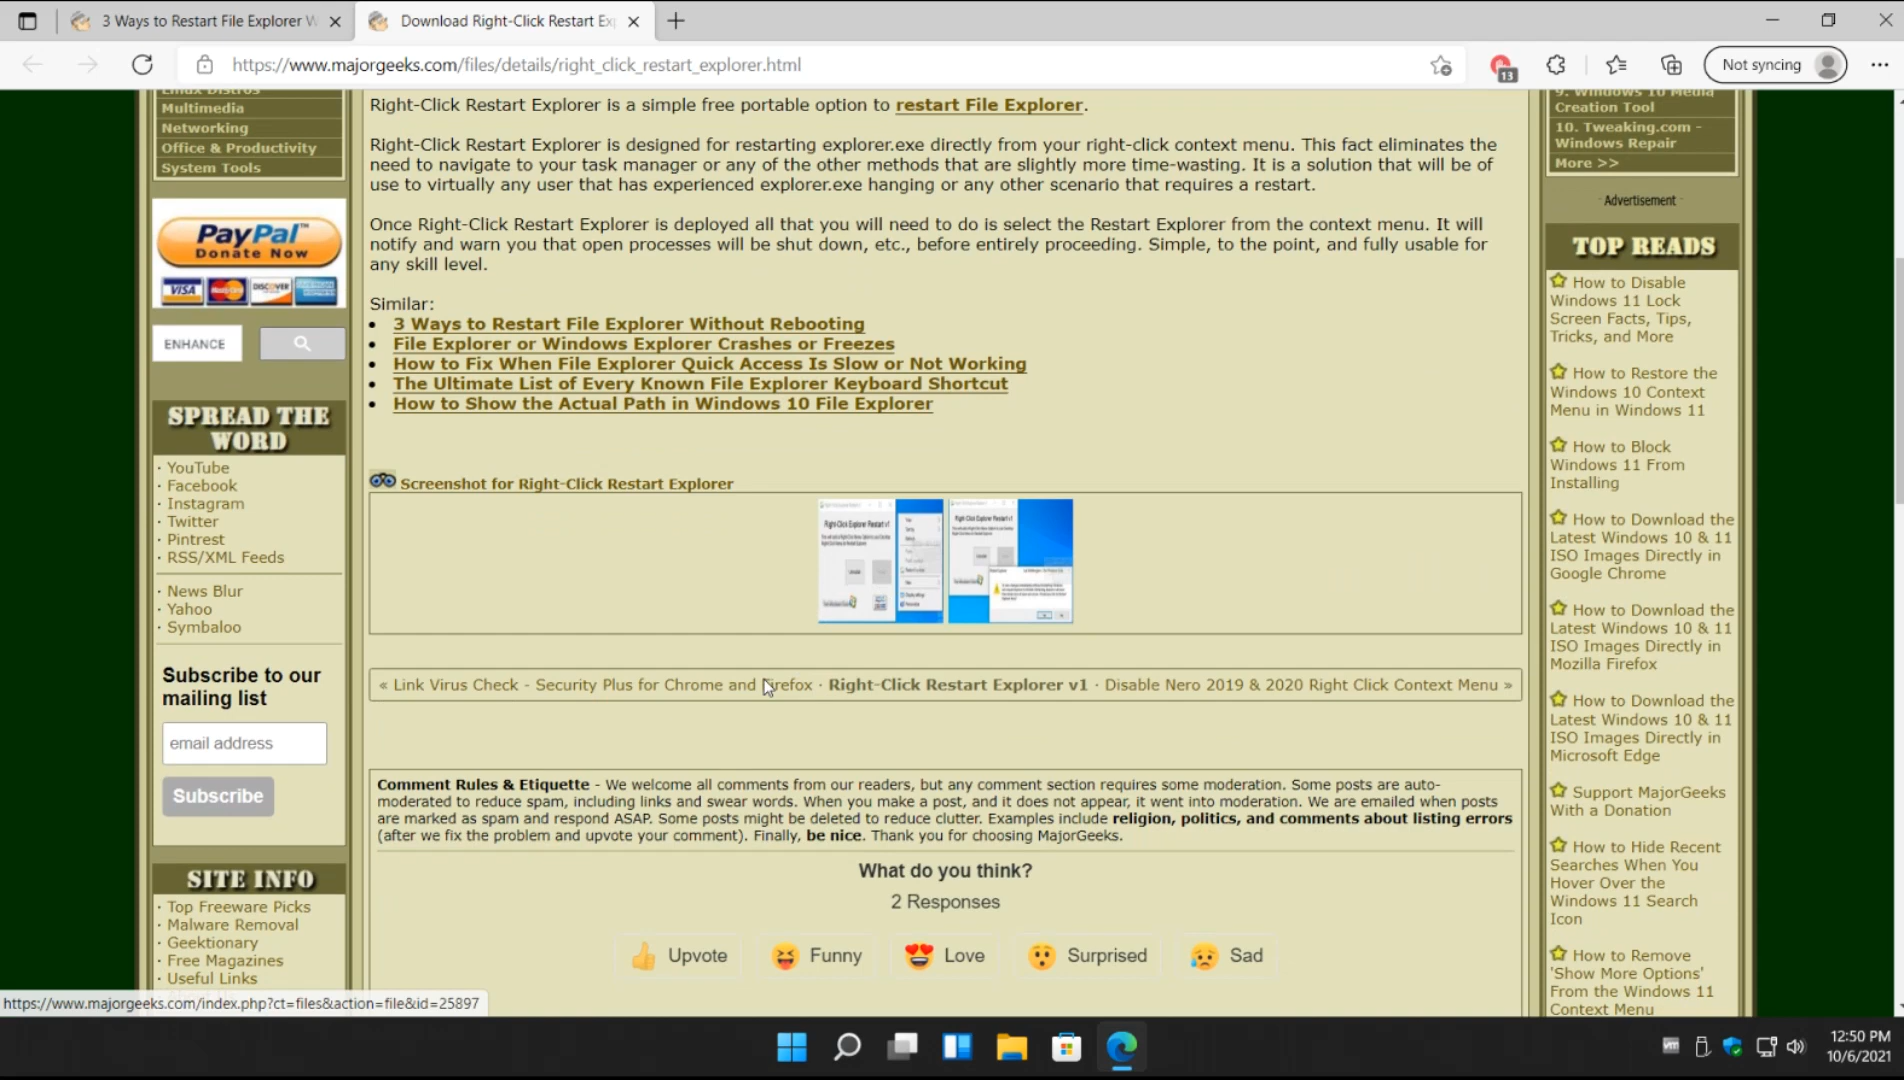 3 Ways to Restart File Explorer W
Download Right-Click Restart Ex
https://www.majorgeeks.com/files/details/right_click_restart_explorer.html
13
Not syncing
Linux Distros
Multimedia
Networking
Office & Productivity
System Tools
PayPal™
Donate Now
VISA
MasterCard
DISCOVER
ENHANCE
SPREAD THE
WORD
· YouTube
· Facebook
· Instagram
· Twitter
· Pintrest
· RSS/XML Feeds
· News Blur
· Yahoo
· Symbaloo
Subscribe to our
mailing list
email address
Subscribe
SITE INFO
· Top Freeware Picks
· Malware Removal
· Geektionary
· Free Magazines
· Useful Links
https://www.majorgeeks.com/index.php?ct=files&action=file&id=25897
Right-Click Restart Explorer is a simple free portable option to restart File Explorer.
Right-Click Restart Explorer is designed for restarting explorer.exe directly from your right-click context menu. This fact eliminates the
need to navigate to your task manager or any of the other methods that are slightly more time-wasting. It is a solution that will be of
use to virtually any user that has experienced explorer.exe hanging or any other scenario that requires a restart.
Once Right-Click Restart Explorer is deployed all that you will need to do is select the Restart Explorer from the context menu. It will
notify and warn you that open processes will be shut down, etc., before entirely proceeding. Simple, to the point, and fully usable for
any skill level.
Similar:
• 3 Ways to Restart File Explorer Without Rebooting
• File Explorer or Windows Explorer Crashes or Freezes
• How to Fix When File Explorer Quick Access Is Slow or Not Working
• The Ultimate List of Every Known File Explorer Keyboard Shortcut
• How to Show the Actual Path in Windows 10 File Explorer
Screenshot for Right-Click Restart Explorer
Right-Click Explorer Restart v1
Right-Click Explorer Restart v1
« Link Virus Check - Security Plus for Chrome and Firefox · Right-Click Restart Explorer v1 · Disable Nero 2019 & 2020 Right Click Context Menu »
Comment Rules & Etiquette - We welcome all comments from our readers, but any comment section requires some moderation. Some posts are auto-
moderated to reduce spam, including links and swear words. When you make a post, and it does not appear, it went into moderation. We are emailed when posts
are marked as spam and respond ASAP. Some posts might be deleted to reduce clutter. Examples include religion, politics, and comments about listing errors
(after we fix the problem and upvote your comment). Finally, be nice. Thank you for choosing MajorGeeks.
What do you think?
2 Responses
Upvote
Funny
Love
Surprised
Sad
9. Windows 10 Media
Creation Tool
10. Tweaking.com -
Windows Repair
More >>
Advertisement
TOP READS
How to Disable
Windows 11 Lock
Screen Facts, Tips,
Tricks, and More
How to Restore the
Windows 10 Context
Menu in Windows 11
How to Block
Windows 11 From
Installing
How to Download the
Latest Windows 10 & 11
ISO Images Directly in
Google Chrome
How to Download the
Latest Windows 10 & 11
ISO Images Directly in
Mozilla Firefox
How to Download the
Latest Windows 10 & 11
ISO Images Directly in
Microsoft Edge
Support MajorGeeks
With a Donation
How to Hide Recent
Searches When You
Hover Over the
Windows 11 Search
Icon
How to Remove
'Show More Options'
From the Windows 11
Context Menu
vm
12:50 PM
10/6/2021